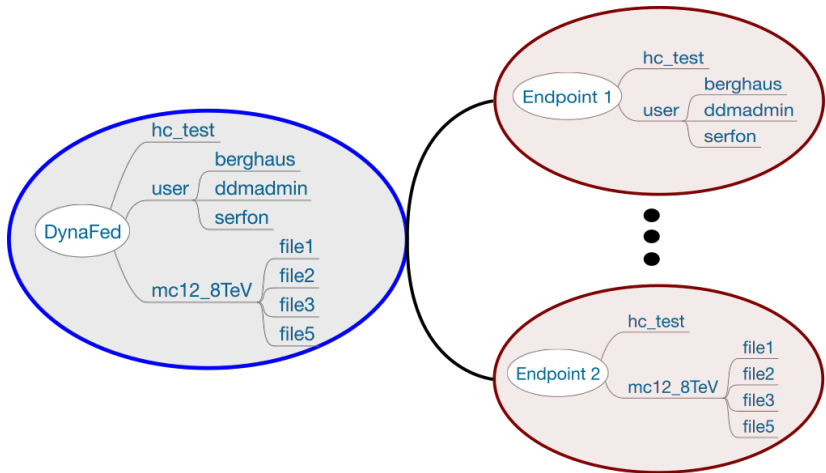 DynaFed
hc_test
user
berghaus
ddmadmin
serfon
mc12_8TeV
file1
file2
file3
file5
Endpoint 1
hc_test
user
berghaus
ddmadmin
serfon
Endpoint 2
hc_test
mc12_8TeV
file1
file2
file3
file5